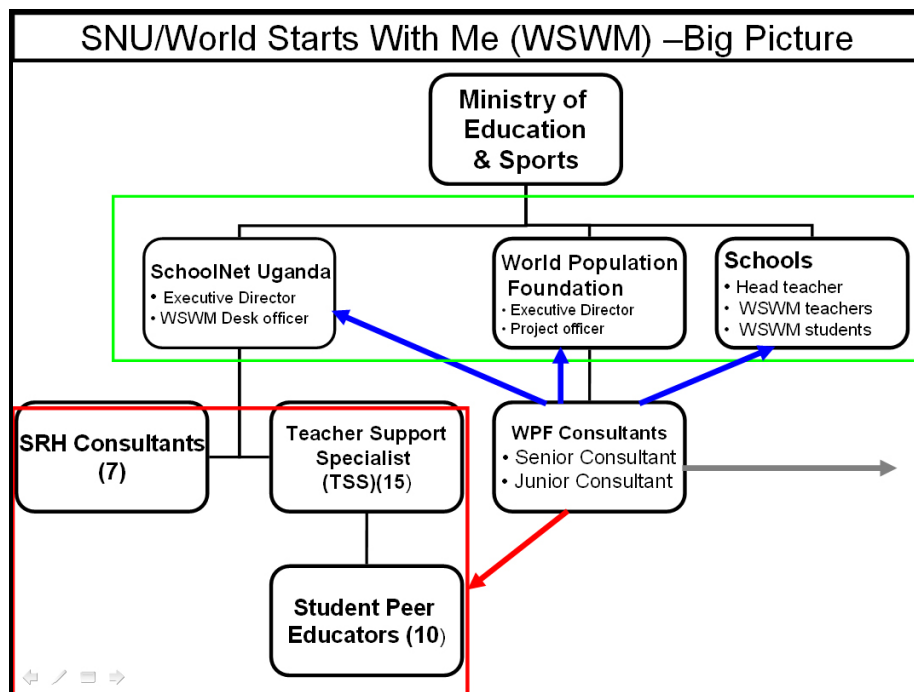 SNU/World Starts With Me (WSWM) –Big Picture
Ministry of
Education
& Sports
SchoolNet Uganda
• Executive Director
• WSWM Desk officer
World Population
Foundation
• Executive Director
• Project officer
Schools
• Head teacher
• WSWM teachers
• WSWM students
SRH Consultants
(7)
Teacher Support
Specialist
(TSS)(15)
WPF Consultants
• Senior Consultant
• Junior Consultant
Student Peer
Educators (10)